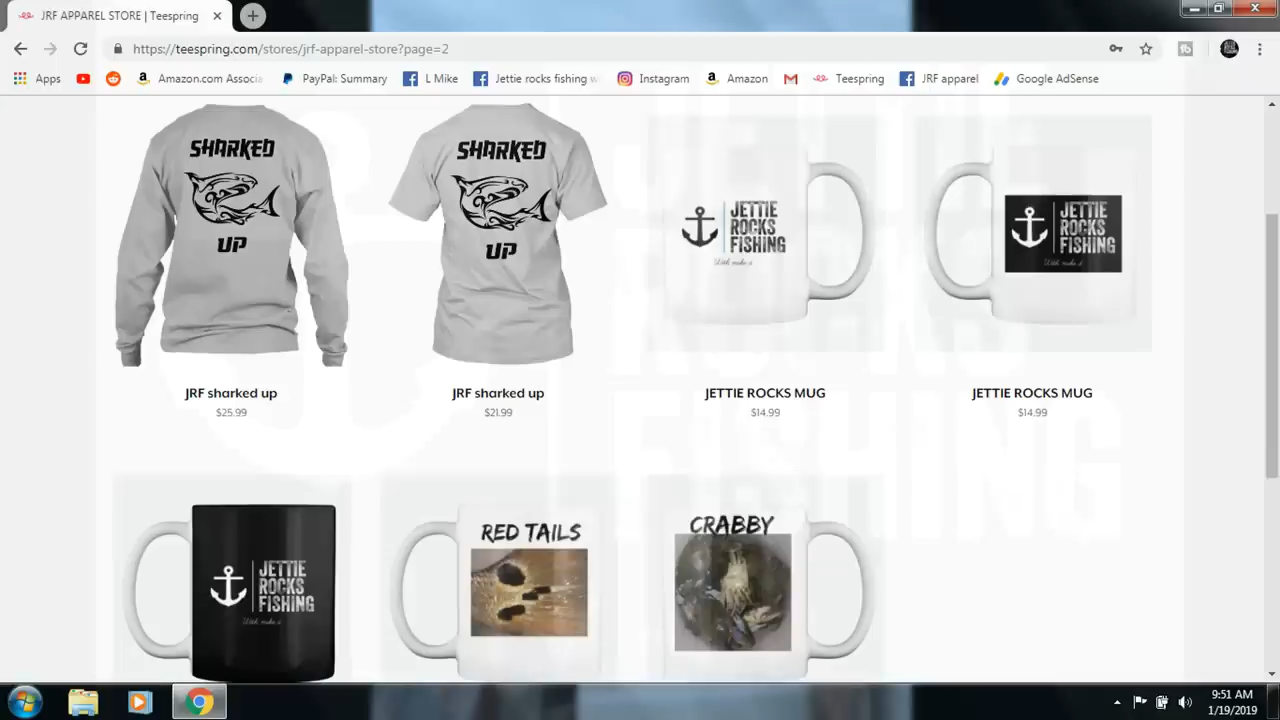 JRF APPAREL STORE | Teespring
https://teespring.com/stores/jrf-apparel-store?page=2
Apps
Amazon.com Associa
PayPal: Summary
L Mike
Jettie rocks fishing w
Instagram
Amazon
Teespring
JRF apparel
Google AdSense
SHARKED
UP
SHARKED
UP
JETTIE
ROCKS
FISHING
JETTIE
ROCKS
FISHING
JRF sharked up
$25.99
JRF sharked up
$21.99
JETTIE ROCKS MUG
$14.99
JETTIE ROCKS MUG
$14.99
JETTIE
ROCKS
FISHING
RED TAILS
CRABBY
9:51 AM
1/19/2019